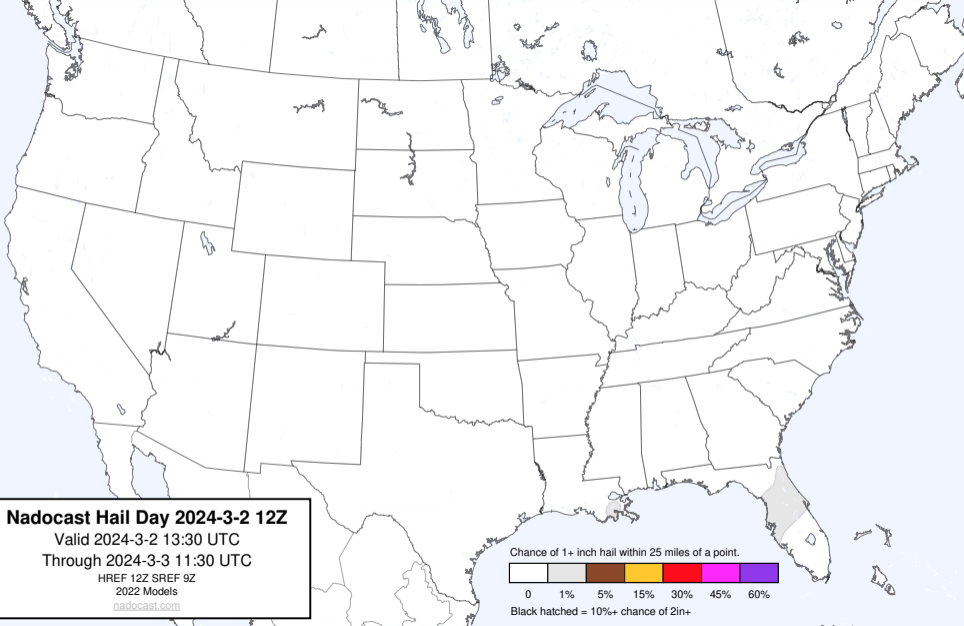 Nadocast Hail Day 2024-3-2 12Z
Valid 2024-3-2 13:30 UTC
Through 2024-3-3 11:30 UTC
HREF 12Z SREF 9Z
2022 Models
nadocast.com
Chance of 1+ inch hail within 25 miles of a point.
0 1% 5% 15% 30% 45% 60%
Black hatched = 10%+ chance of 2in+